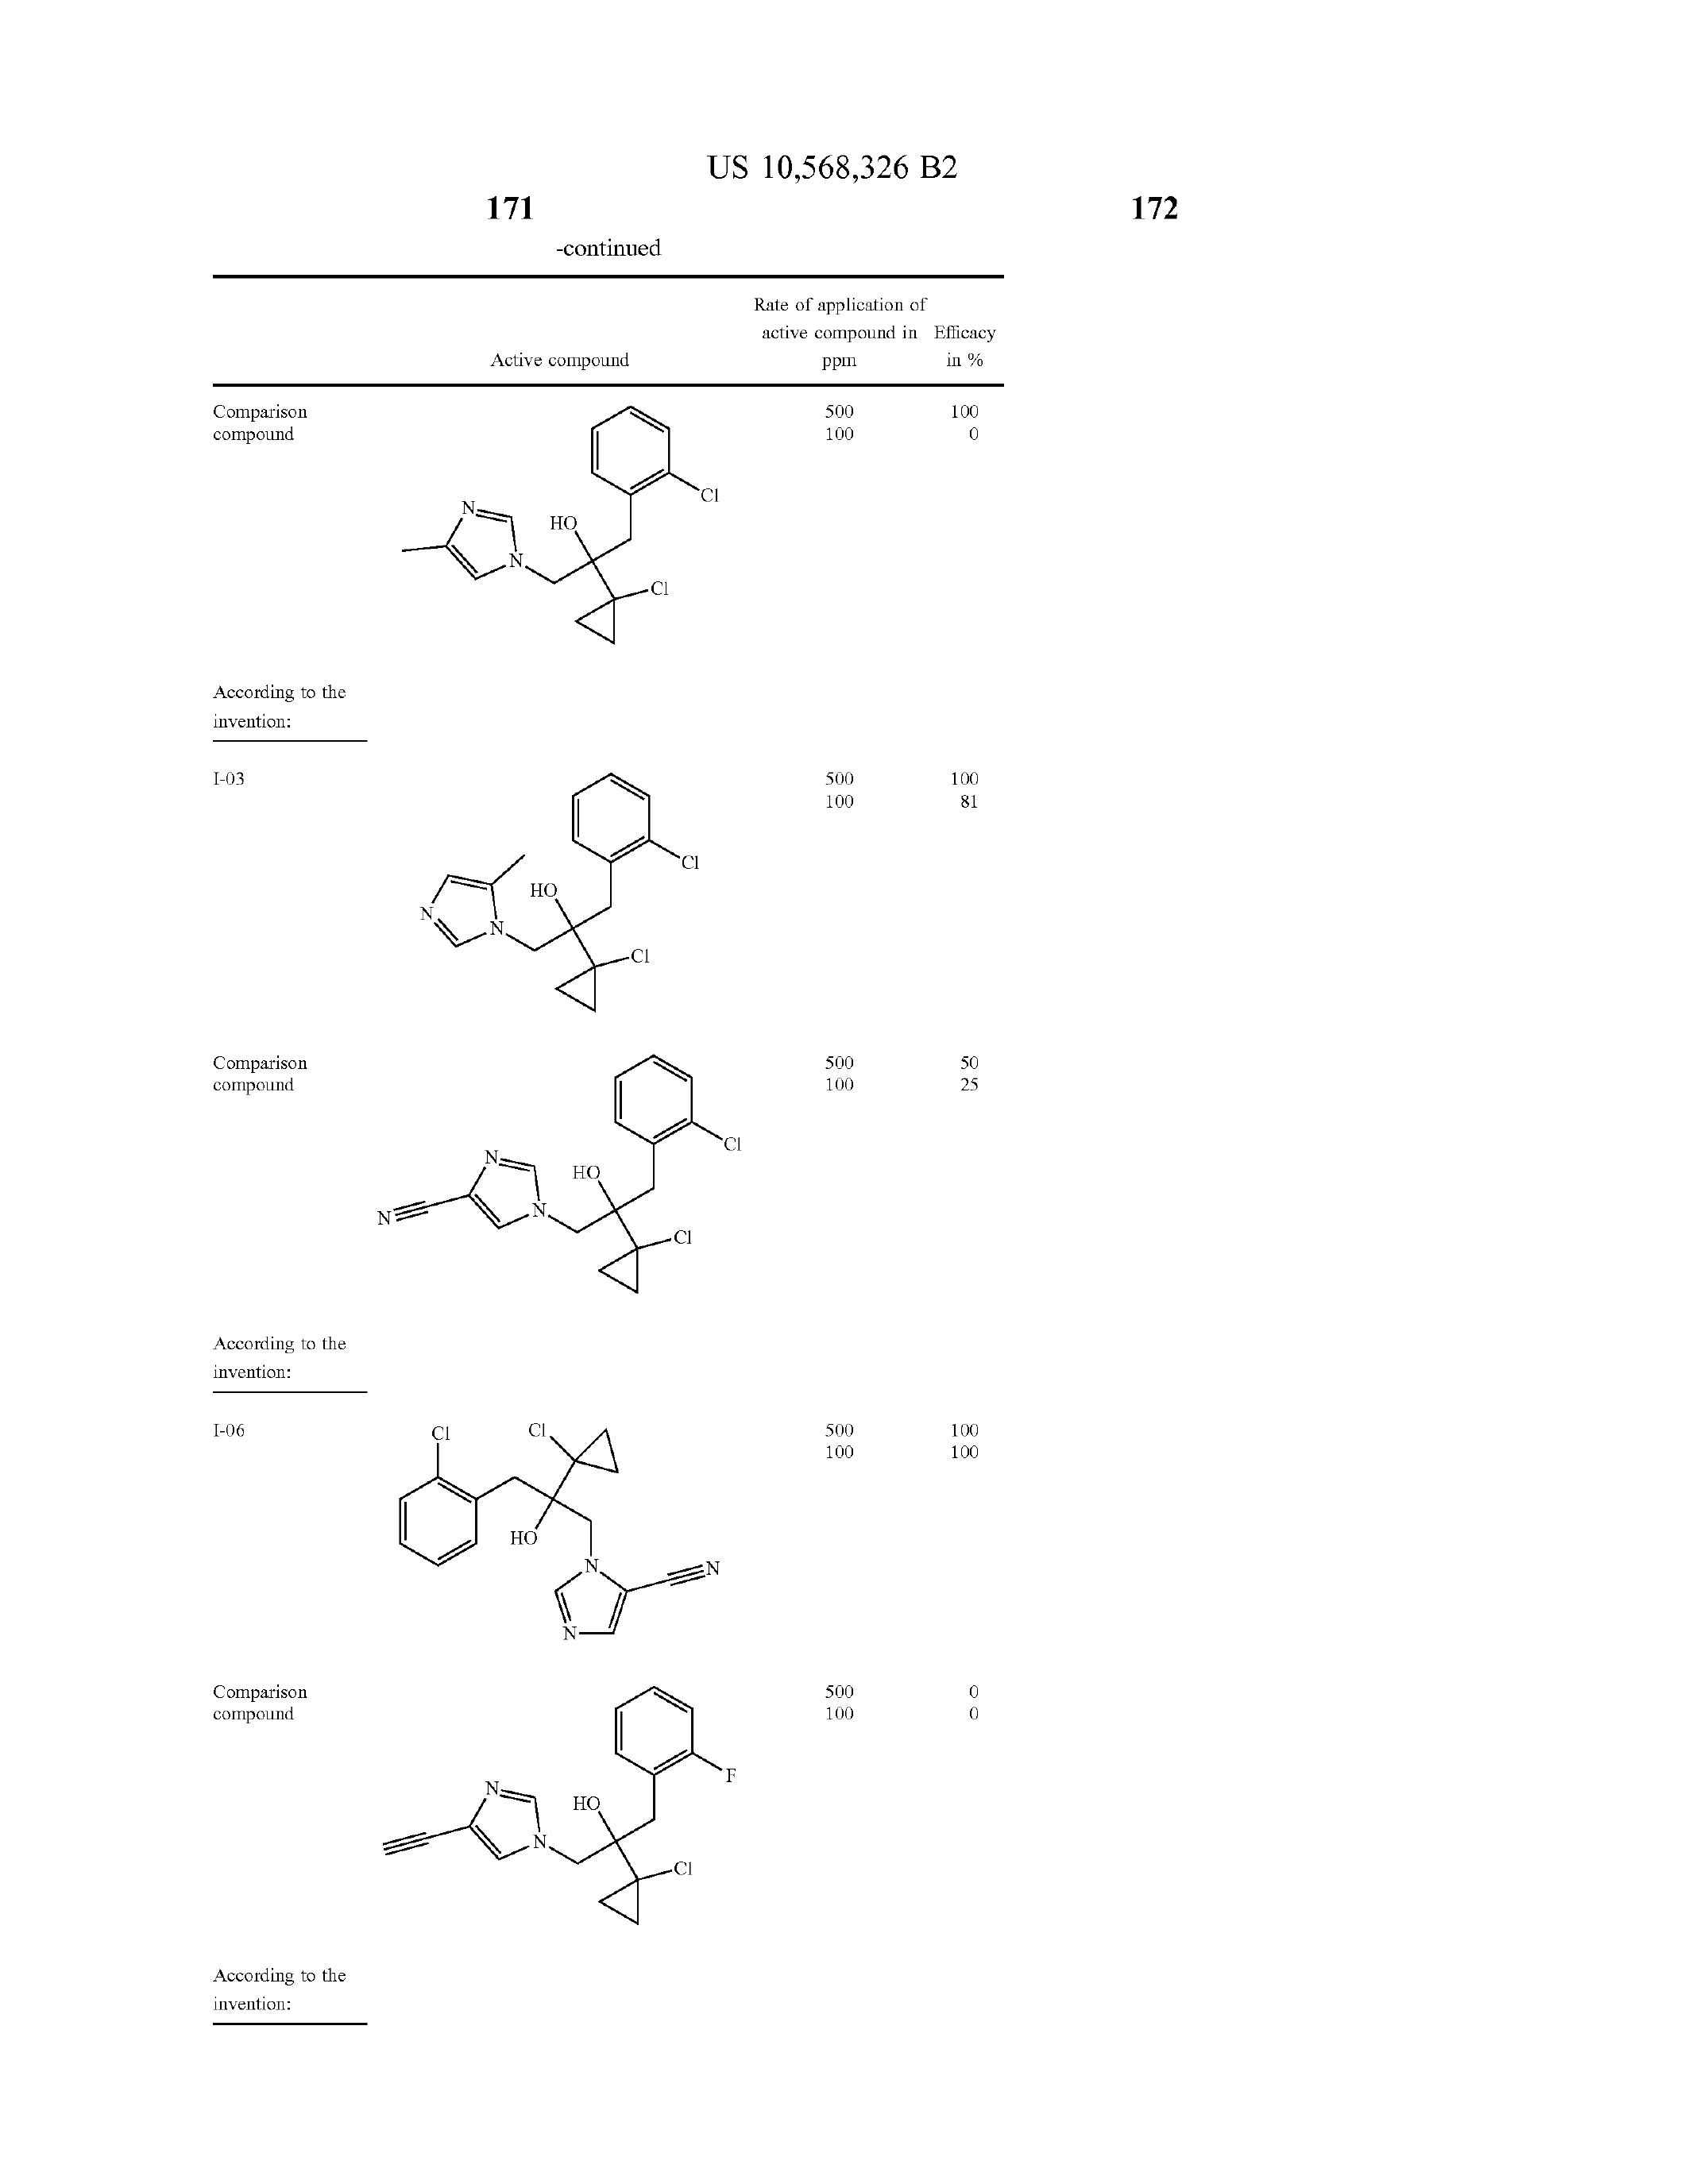 US 10,568,326 B2
171
172
-continued
Rate of application of
active compound in Efficacy
Active compound ppm in %
Comparison 500 100
compound 100 0
Cl
N
HO
N
Cl
According to the
invention:
I-03 500 100
100 81
Cl
HO
N
N
Cl
Comparison 500 50
compound 100 25
Cl
N
HO
N
N
Cl
According to the
invention:
I-06 500 100
100 100
Cl
Cl
HO
N
N
N
Comparison 500 0
compound 100 0
F
N
HO
N
Cl
According to the
invention: